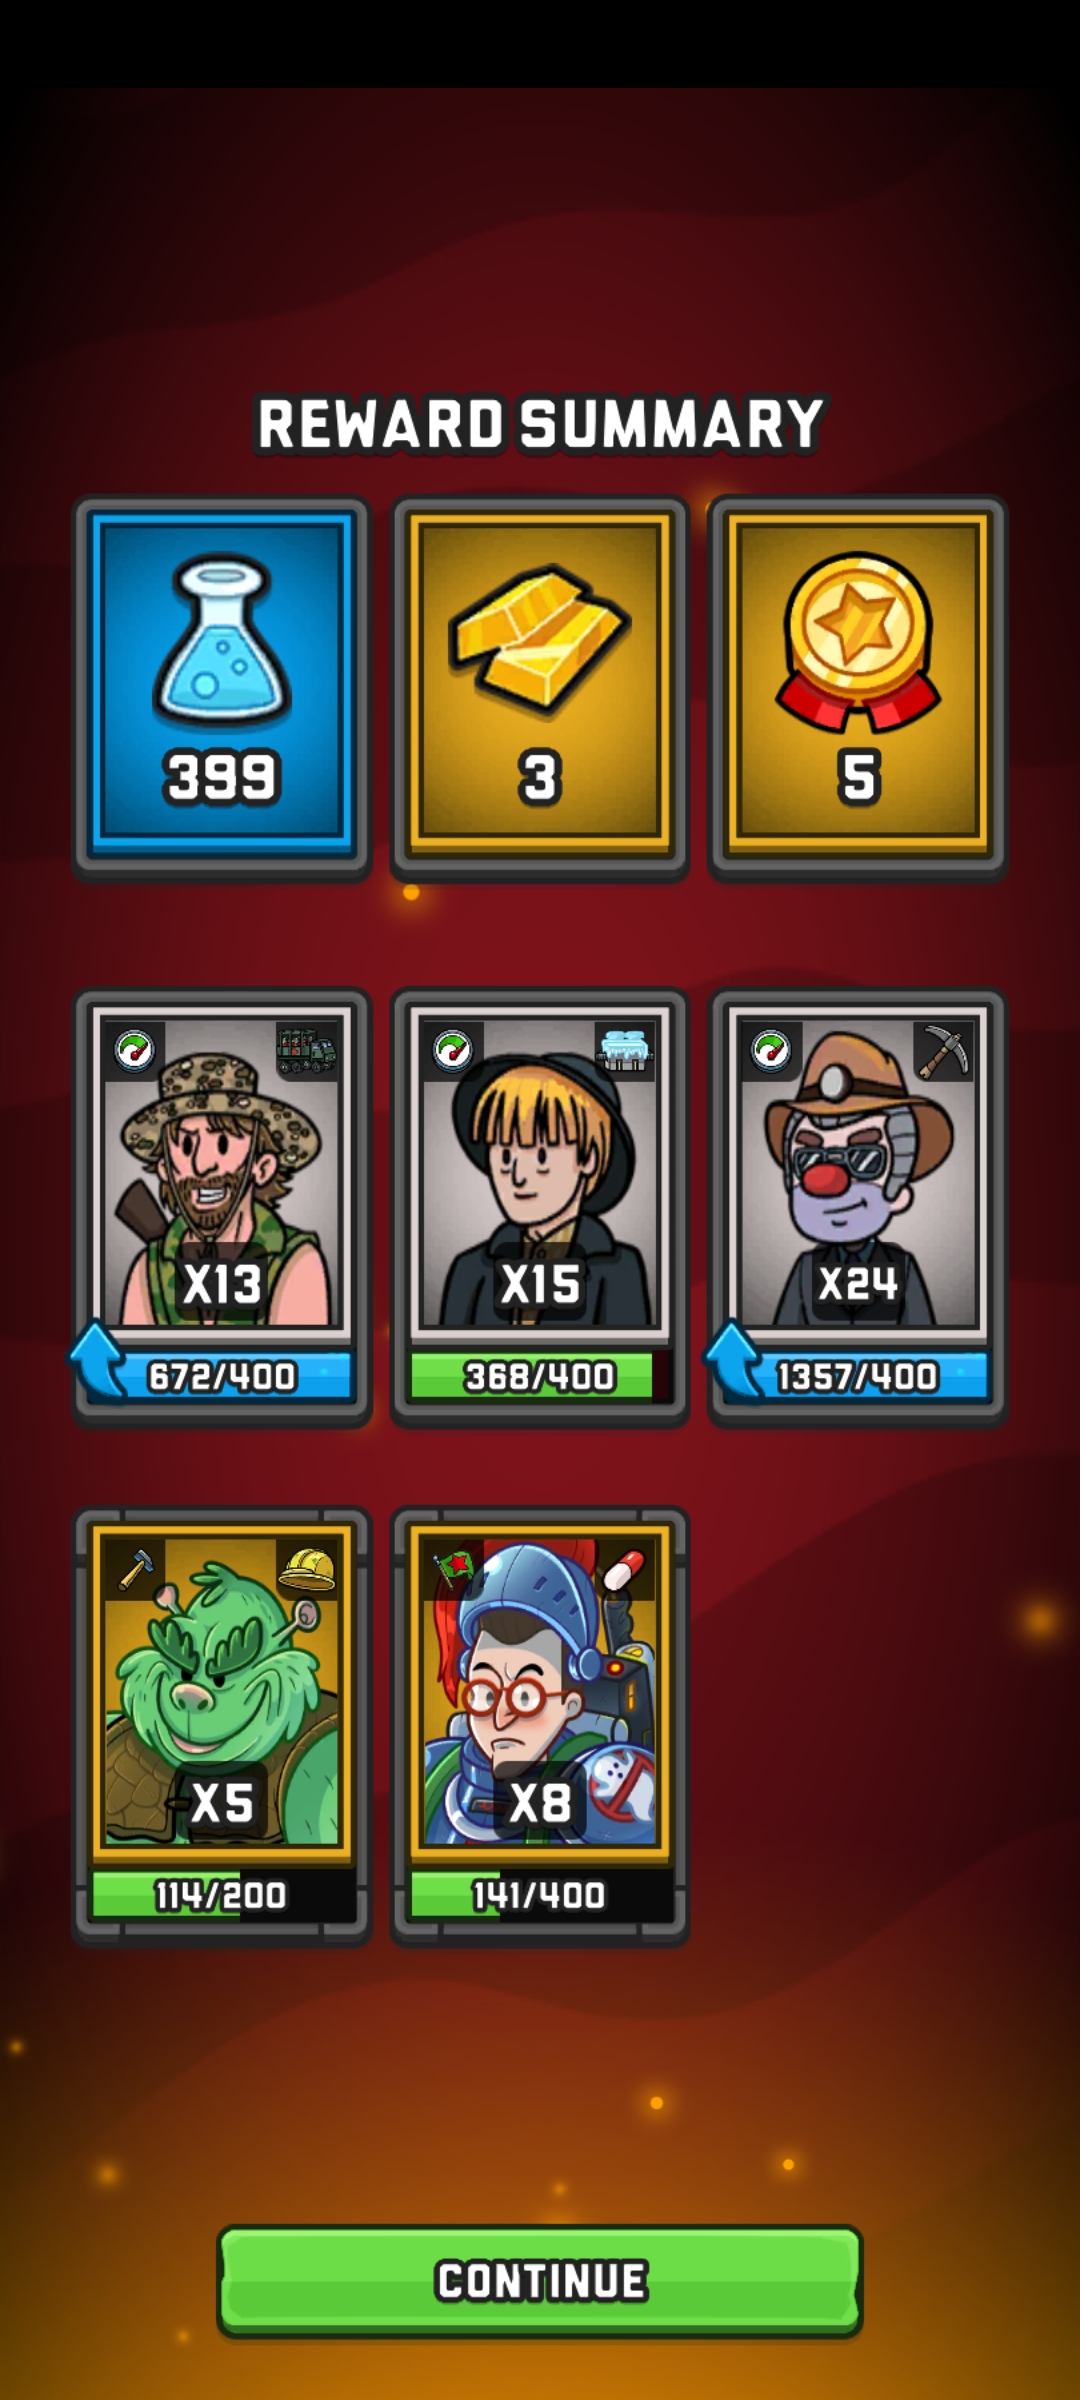 REWARD SUMMARY
399
3
5
X13
X15
X24
672/400
368/400
1357/400
X5
X8
114/200
141/400
CONTINUE